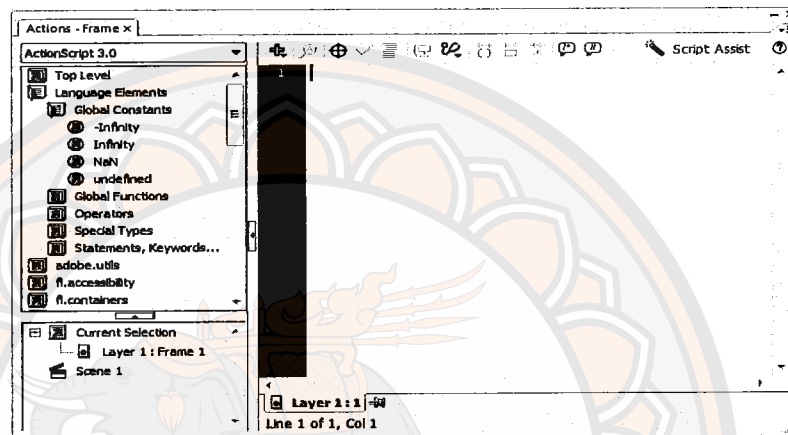 Actions - Frame ×
ActionScript 3.0
Top Level
Language Elements
Global Constants
-Infinity
Infinity
NaN
undefined
Global Functions
Operators
Special Types
Statements, Keywords...
adobe.utils
fl.accessibility
fl.containers
Current Selection
Layer 1 : Frame 1
Scene 1
Script Assist
1
Layer 1 : 1
Line 1 of 1, Col 1